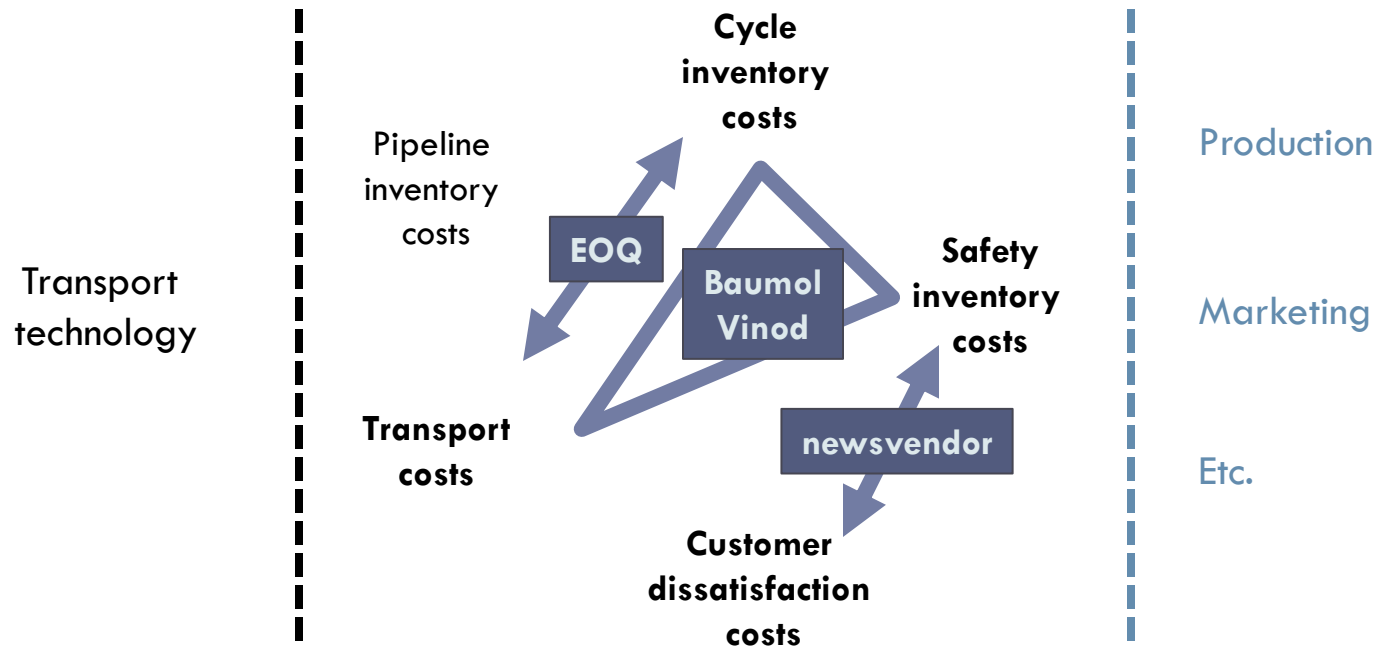 Transport
technology
Cycle
inventory
costs
Pipeline
inventory
costs
EOQ
Baumol
Vinod
Safety
inventory
costs
Transport
costs
newsvendor
Customer
dissatisfaction
costs
Production
Marketing
Etc.